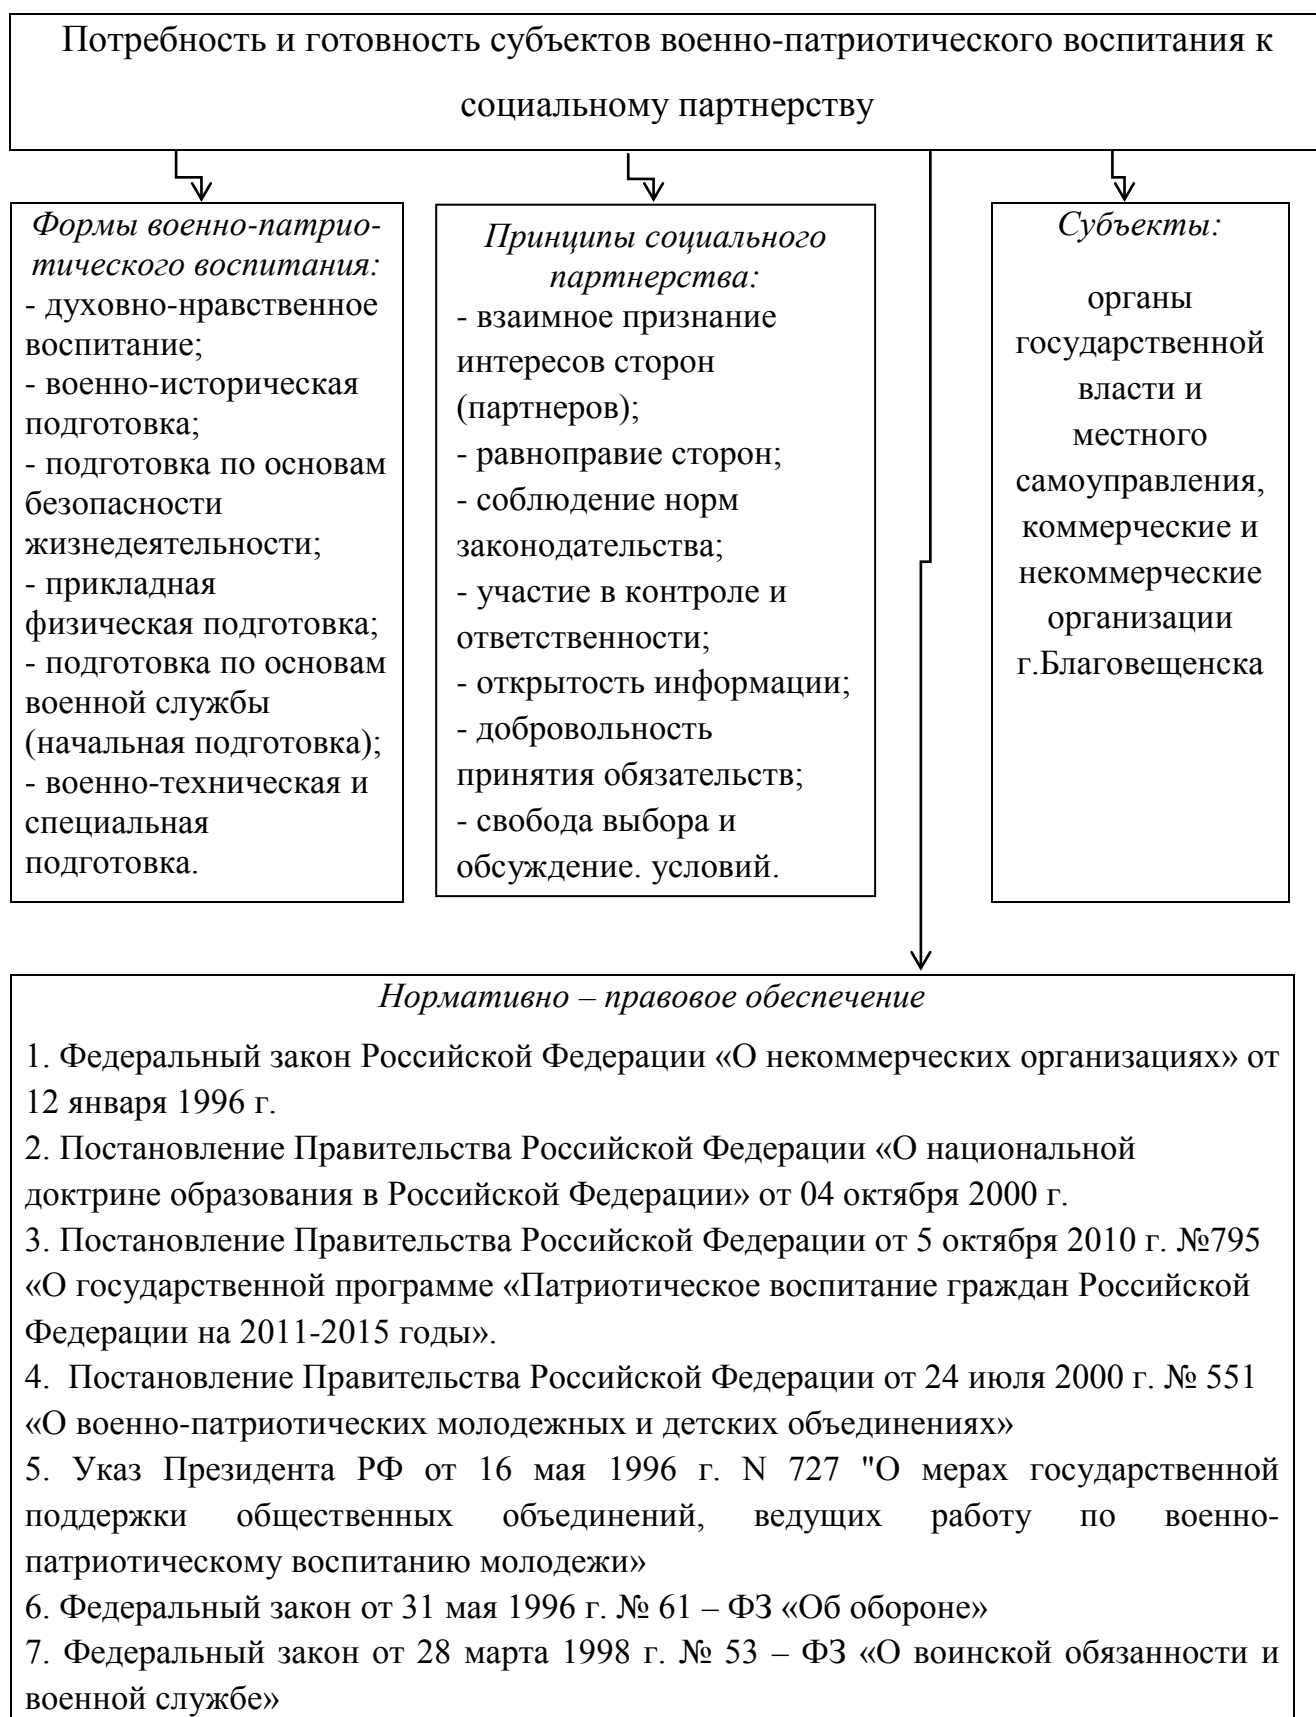 Потребность и готовность субъектов военно-патриотического воспитания к
социальному партнерству
Формы военно-патрио-
тического воспитания:
- духовно-нравственное
воспитание;
- военно-историческая
подготовка;
- подготовка по основам
безопасности
жизнедеятельности;
- прикладная
физическая подготовка;
- подготовка по основам
военной службы
(начальная подготовка);
- военно-техническая и
специальная
подготовка.
Принципы социального
партнерства:
- взаимное признание
интересов сторон
(партнеров);
- равноправие сторон;
- соблюдение норм
законодательства;
- участие в контроле и
ответственности;
- открытость информации;
- добровольность
принятия обязательств;
- свобода выбора и
обсуждение. условий.
Субъекты:
органы
государственной
власти и
местного
самоуправления,
коммерческие и
некоммерческие
организации
г.Благовещенска
Нормативно – правовое обеспечение
1. Федеральный закон Российской Федерации «О некоммерческих организациях» от
12 января 1996 г.
2. Постановление Правительства Российской Федерации «О национальной
доктрине образования в Российской Федерации» от 04 октября 2000 г.
3. Постановление Правительства Российской Федерации от 5 октября 2010 г. №795
«О государственной программе «Патриотическое воспитание граждан Российской
Федерации на 2011-2015 годы».
4. Постановление Правительства Российской Федерации от 24 июля 2000 г. № 551
«О военно-патриотических молодежных и детских объединениях»
5. Указ Президента РФ от 16 мая 1996 г. N 727 "О мерах государственной
поддержки общественных объединений, ведущих работу по военно-
патриотическому воспитанию молодежи»
6. Федеральный закон от 31 мая 1996 г. № 61 – ФЗ «Об обороне»
7. Федеральный закон от 28 марта 1998 г. № 53 – ФЗ «О воинской обязанности и
военной службе»